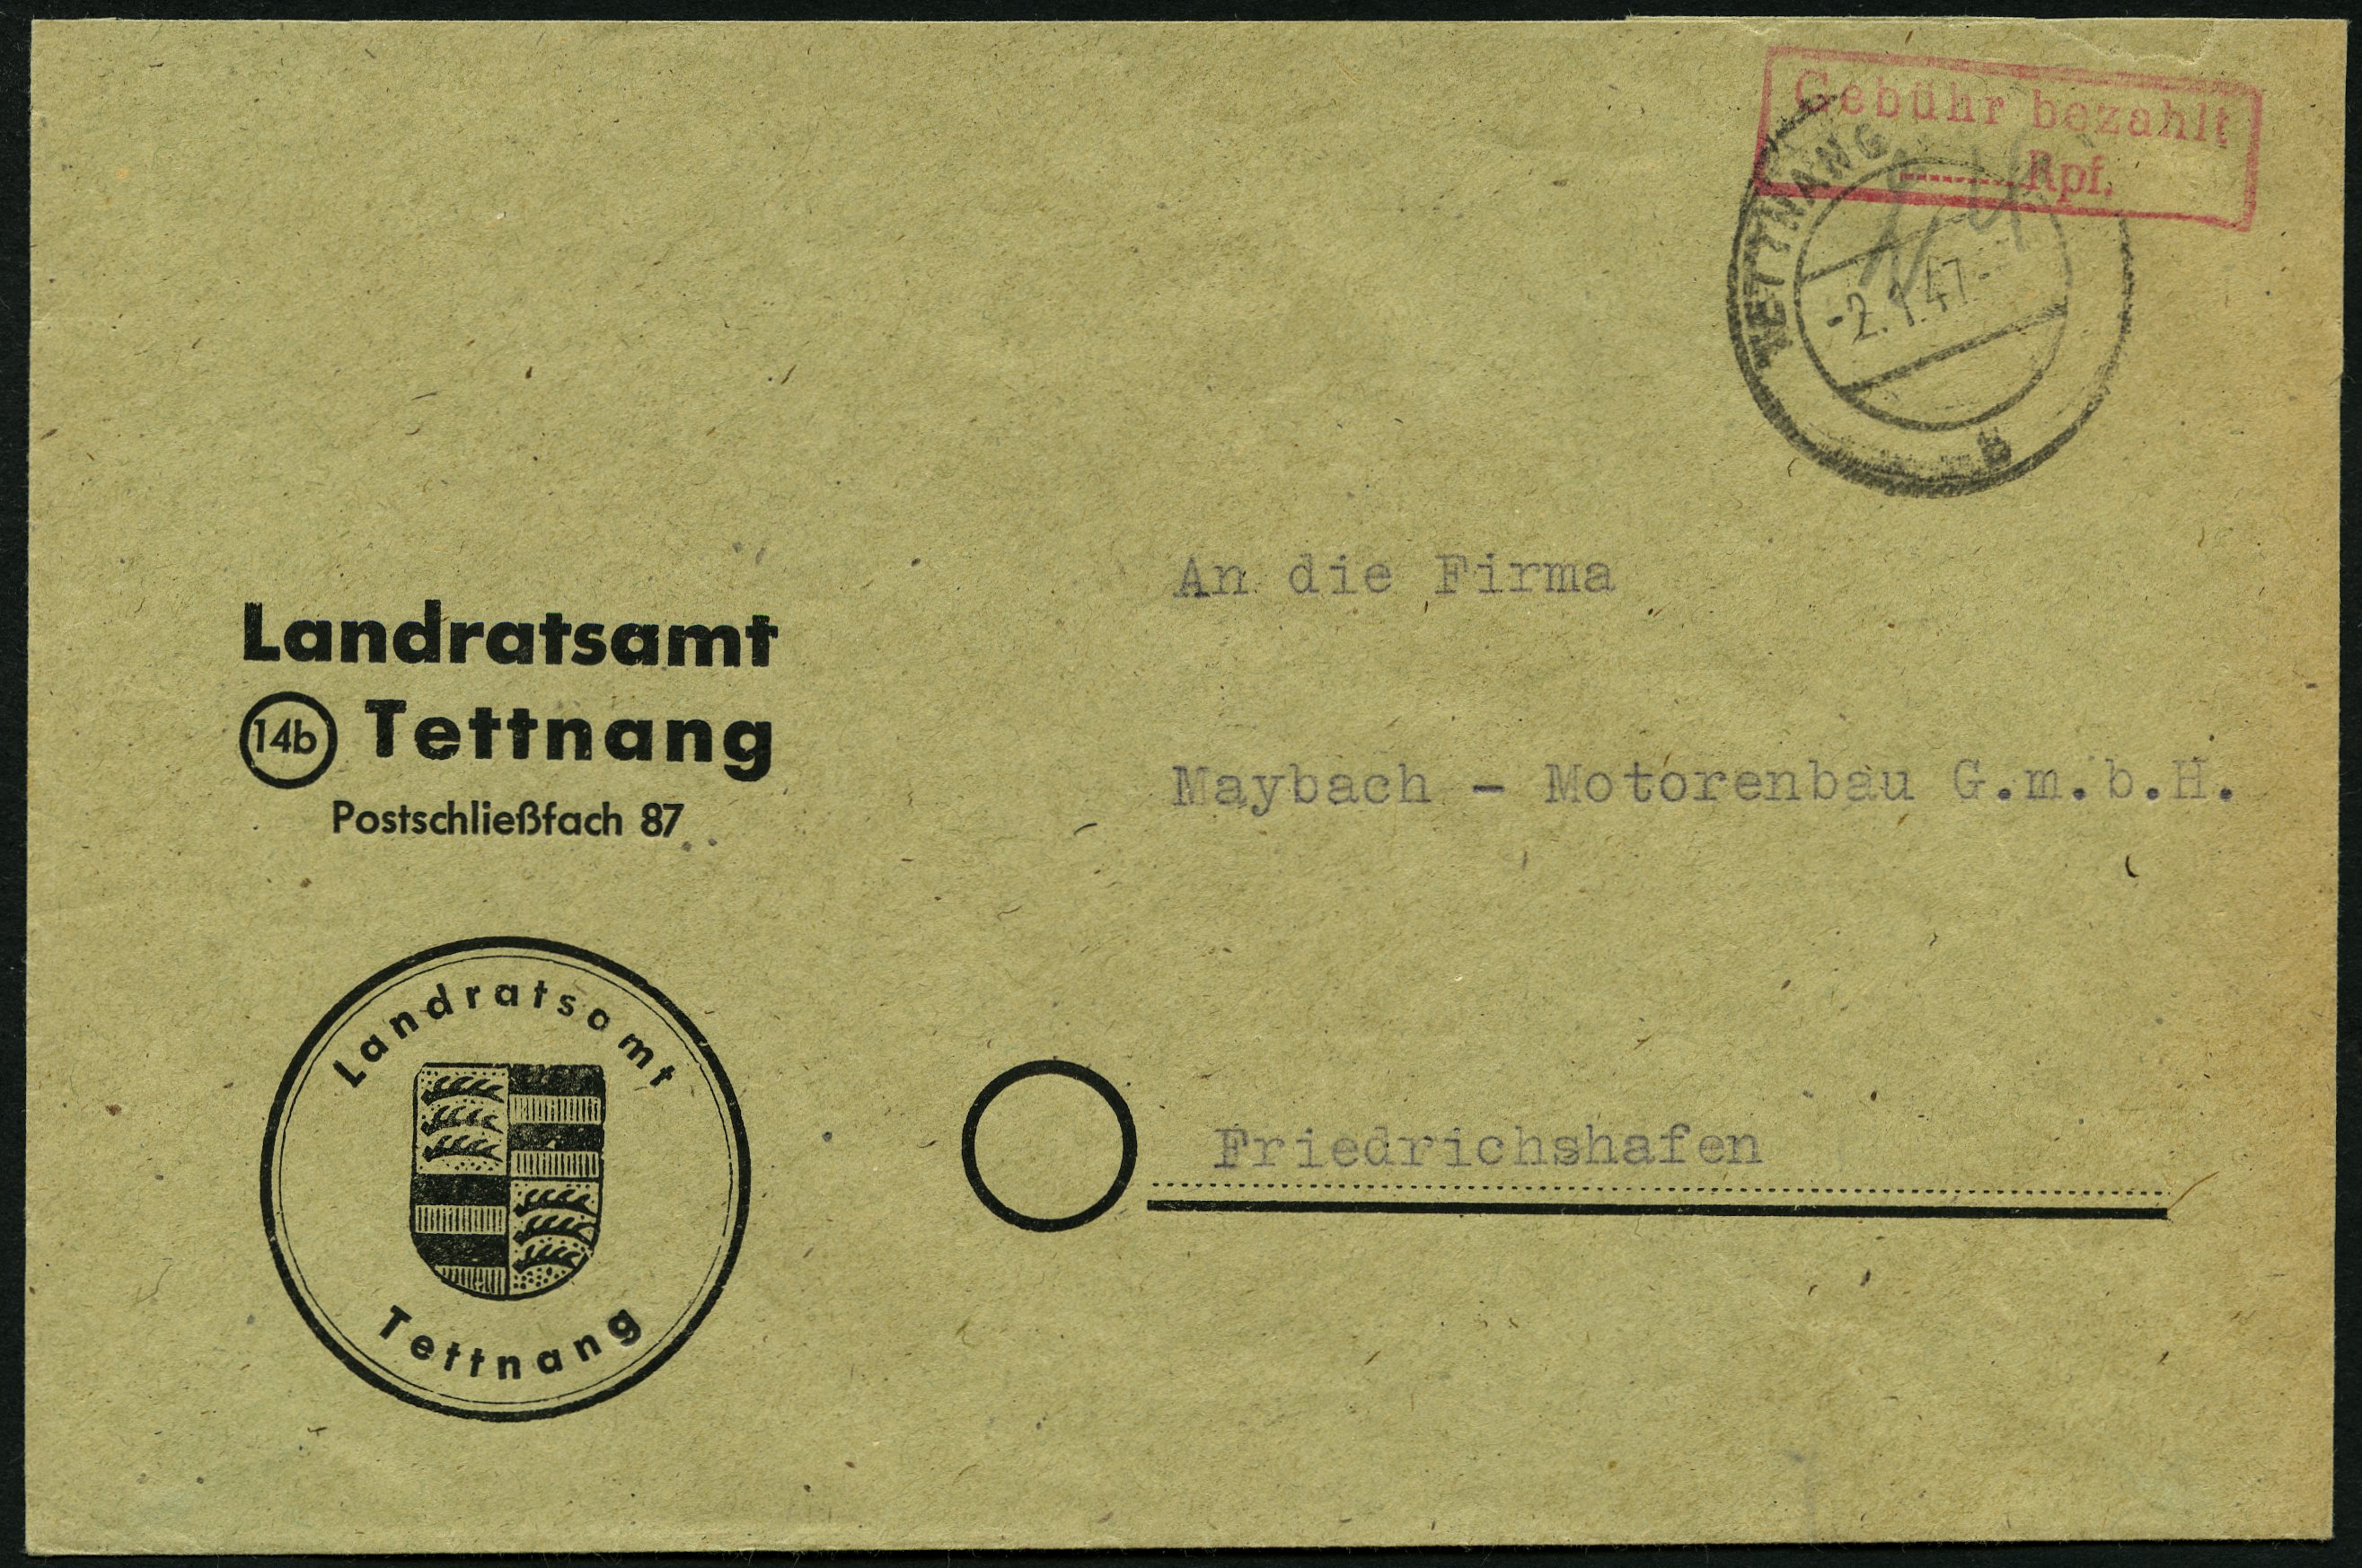 Gebühr bezahlt
Rpf.
TETTNANG
-2.1.47-
Landratsamt
14b Tettnang
Postschließfach 87
An die Firma
Maybach - Motorenbau G.m.b.H.
Friedrichshafen
Landratsamt
Tettnang